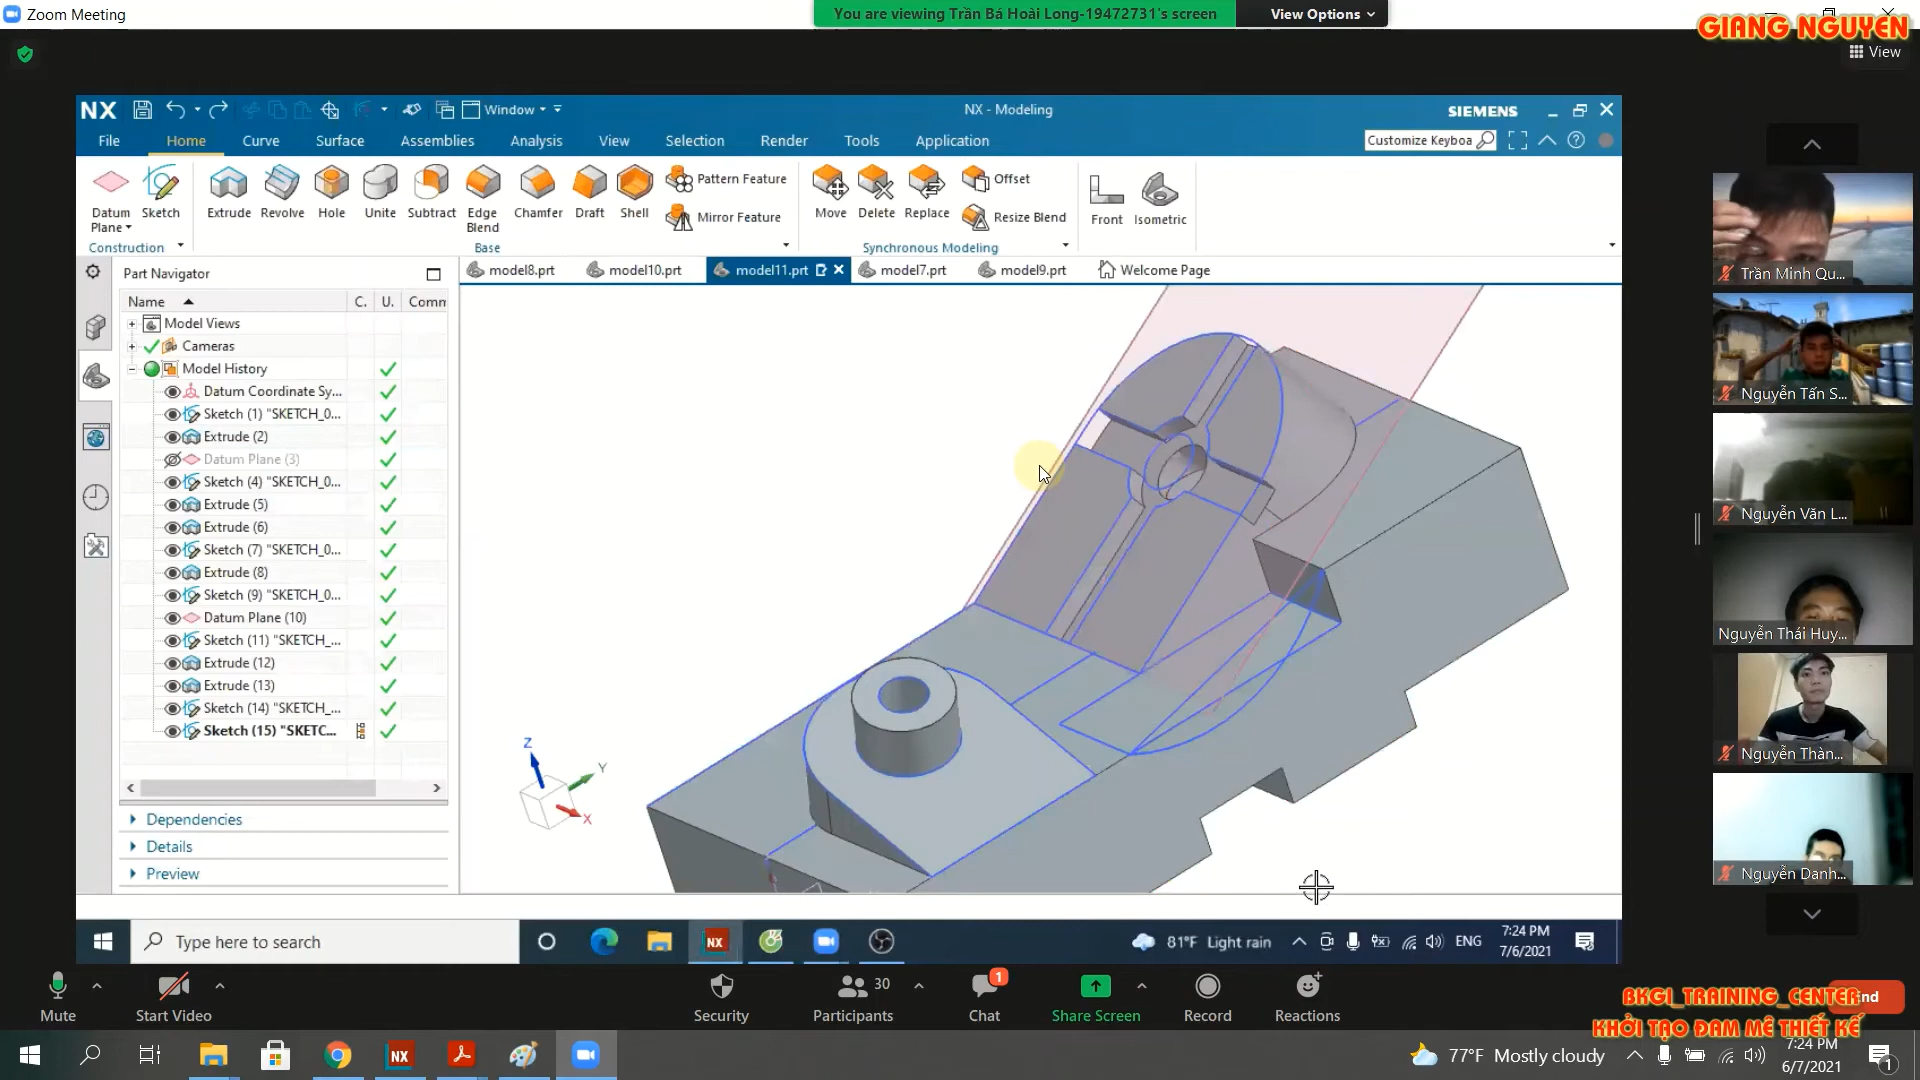 Zoom Meeting
You are viewing Trần Bá Hoài Long-19472731's screen
View Options
GIANG NGUYEN
View
NX
Window
NX - Modeling
SIEMENS
File
Home
Curve
Surface
Assemblies
Analysis
View
Selection
Render
Tools
Application
Customize Keyboa
Datum
Plane
Sketch
Extrude
Revolve
Hole
Unite
Subtract
Edge
Blend
Chamfer
Draft
Shell
Pattern Feature
Mirror Feature
Move
Delete
Replace
Offset
Resize Blend
Front
Isometric
Construction
Base
Synchronous Modeling
Part Navigator
model8.prt
model10.prt
model11.prt
model7.prt
model9.prt
Welcome Page
Name
C.
U.
Comm
Model Views
Cameras
Model History
Datum Coordinate Sy...
Sketch (1) "SKETCH_0...
Extrude (2)
Datum Plane (3)
Sketch (4) "SKETCH_0...
Extrude (5)
Extrude (6)
Sketch (7) "SKETCH_0...
Extrude (8)
Sketch (9) "SKETCH_0...
Datum Plane (10)
Sketch (11) "SKETCH_...
Extrude (12)
Extrude (13)
Sketch (14) "SKETCH_...
Sketch (15) "SKETC...
Dependencies
Details
Preview
Z
Y
X
Trần Minh Qu...
Nguyễn Tấn S...
Nguyễn Văn L...
Nguyễn Thái Huy...
Nguyễn Thàn...
Nguyễn Danh...
Type here to search
NX
81°F Light rain
ENG
7:24 PM
7/6/2021
Mute
Start Video
Security
Participants
30
Chat
1
Share Screen
Record
Reactions
End
BKGI_TRAINING_CENTER
KHỞI TẠO ĐAM MÊ THIẾT KẾ
NX
77°F Mostly cloudy
7:24 PM
6/7/2021
1